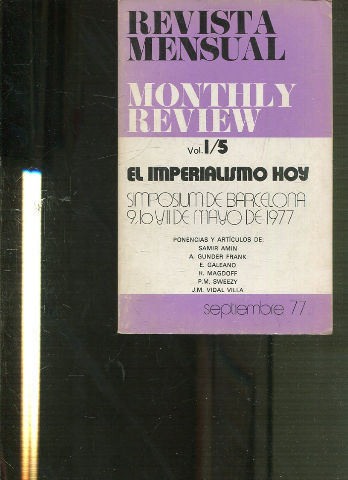 REVISTA
MENSUAL
MONTHLY
REVIEW
Vol. 1/5
EL IMPERIALISMO HOY
SIMPOSIUM DE BARCELONA
9, 10 y 11 DE MAYO DE 1977
PONENCIAS Y ARTICULOS DE:
SAMIR AMIN
A. GUNDER FRANK
E. GALEANO
H. MAGDOFF
P.M. SWEEZY
J.M. VIDAL VILLA
septiembre 77